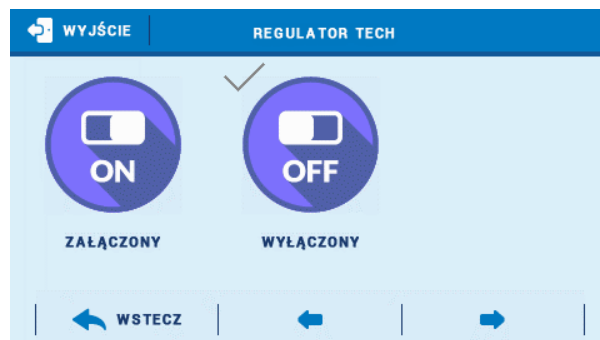 WYJŚCIE
REGULATOR TECH
ON
OFF
ZAŁĄCZONY
WYŁĄCZONY
WSTECZ